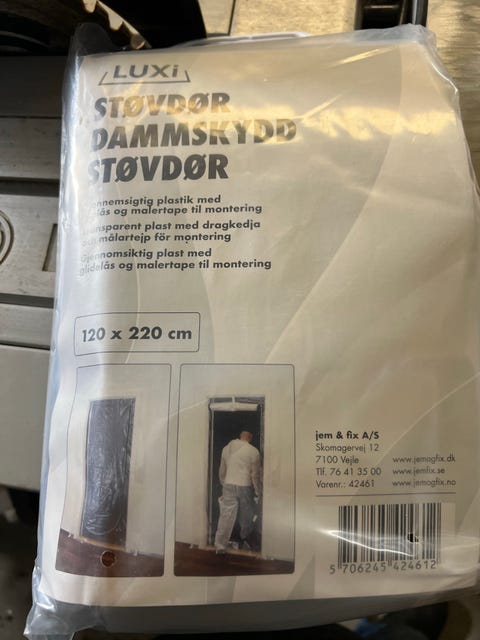 LUXi
STØVDØR
DAMMSKYDD
STØVDØR
Gennemsigtig plastik med
glidelås og malertape til montering
Transparent plast med dragkedja
och målartejp för montering
Gjennomsiktig plast med
glidelås og malertape til montering
120 x 220 cm
jem & fix A/S
Skomagervej 12
7100 Vejle www.jemogfix.dk
Tlf. 76 41 35 00 www.jemfix.se
Varenr.: 42461 www.jemogfix.no
5 706245 424612